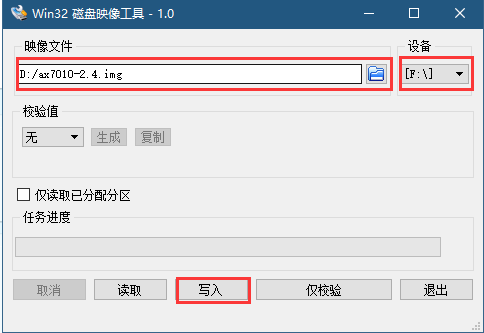 Win32 磁盘映像工具 - 1.0
映像文件
设备
D:/ax7010-2.4.img
[F:\]
校验值
无
生成
复制
仅读取已分配分区
任务进度
取消
读取
写入
仅校验
退出